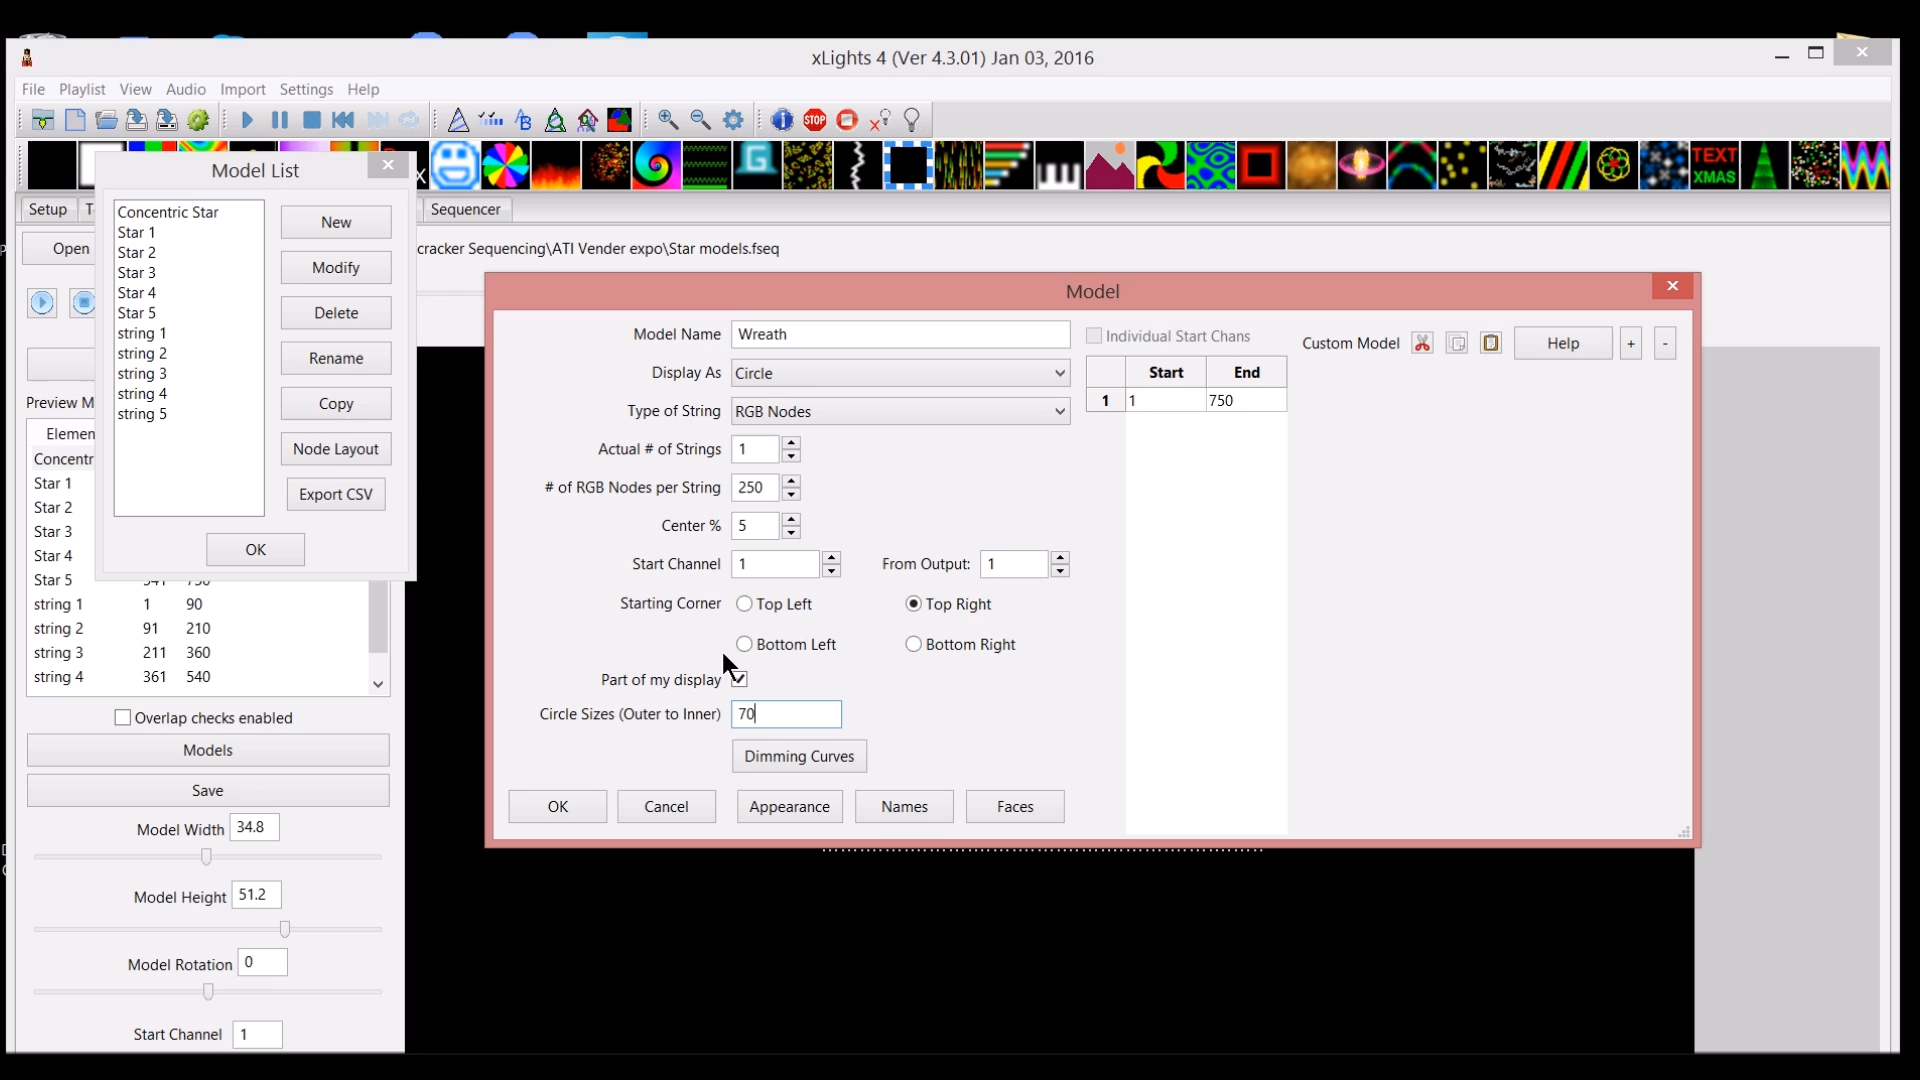 xLights 4 (Ver 4.3.01) Jan 03, 2016
File Playlist View Audio Import Settings Help
STOP
TEXT XMAS
Setup T Sequencer
Open cracker Sequencing\ATI Vender expo\Star models.fseq
Model List
Concentric Star
Star 1
Star 2
Star 3
Star 4
Star 5
string 1
string 2
string 3
string 4
string 5
New
Modify
Delete
Rename
Copy
Node Layout
Export CSV
OK
Preview M
Elemen
Concentr
Star 1
Star 2
Star 3
Star 4
Star 5 541 750
string 1 1 90
string 2 91 210
string 3 211 360
string 4 361 540
Overlap checks enabled
Models
Save
Model Width 34.8
Model Height 51.2
Model Rotation 0
Start Channel 1
Model
Model Name Wreath
Display As Circle
Type of String RGB Nodes
Actual # of Strings 1
# of RGB Nodes per String 250
Center % 5
Start Channel 1 From Output: 1
Starting Corner Top Left Top Right
Bottom Left Bottom Right
Part of my display
Circle Sizes (Outer to Inner) 70
Dimming Curves
OK Cancel Appearance Names Faces
Individual Start Chans
Start End
1 1 750
Custom Model Help + -